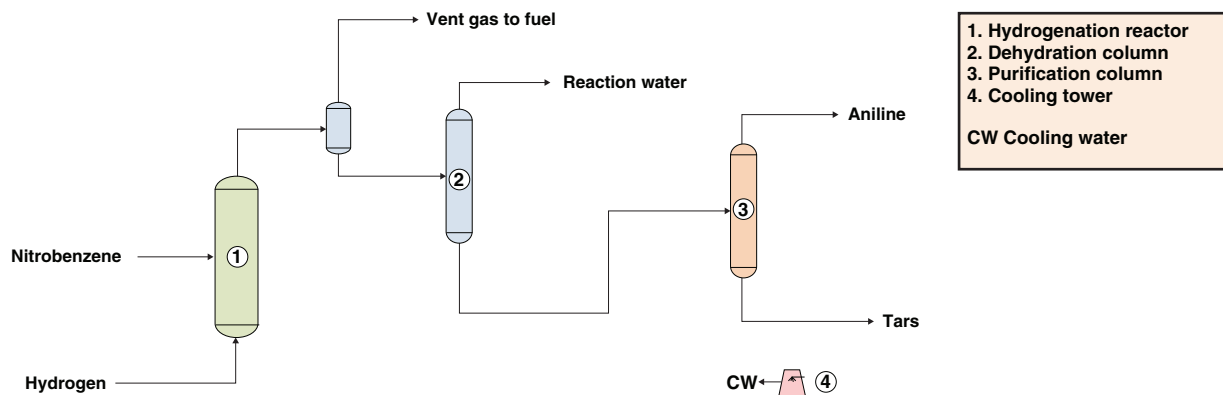 Vent gas to fuel
Reaction water
Aniline
2
3
Nitrobenzene
1
Tars
Hydrogen
CW
4
1. Hydrogenation reactor
2. Dehydration column
3. Purification column
4. Cooling tower
CW Cooling water